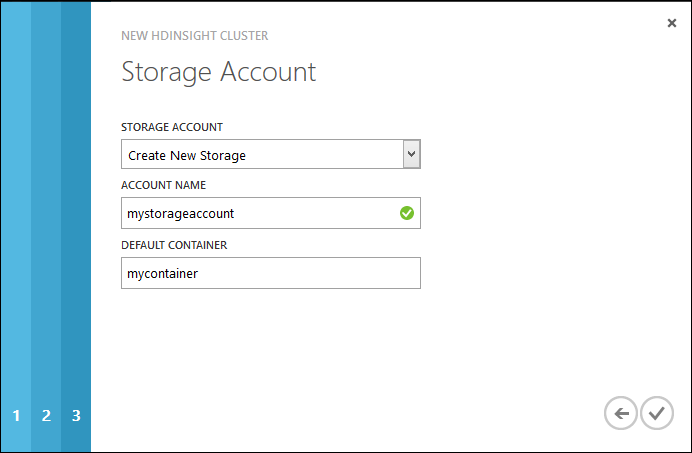 NEW HDINSIGHT CLUSTER
Storage Account
STORAGE ACCOUNT
Create New Storage
ACCOUNT NAME
mystorageaccount
DEFAULT CONTAINER
mycontainer
1 2 3